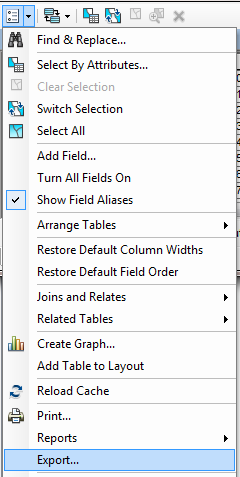 Find & Replace...
Select By Attributes...
Clear Selection
Switch Selection
Select All
Add Field...
Turn All Fields On
Show Field Aliases
Arrange Tables
Restore Default Column Widths
Restore Default Field Order
Joins and Relates
Related Tables
Create Graph...
Add Table to Layout
Reload Cache
Print...
Reports
Export...